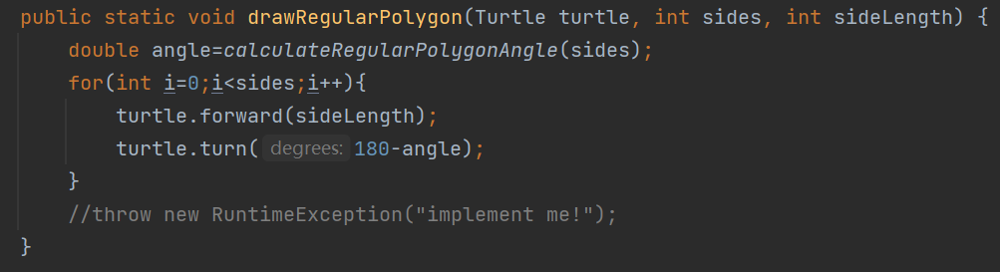 public static void drawRegularPolygon(Turtle turtle, int sides, int sideLength) {
    double angle=calculateRegularPolygonAngle(sides);
    for(int i=0;i<sides;i++){
        turtle.forward(sideLength);
        turtle.turn( degrees: 180-angle);
    }
    //throw new RuntimeException("implement me!");
}